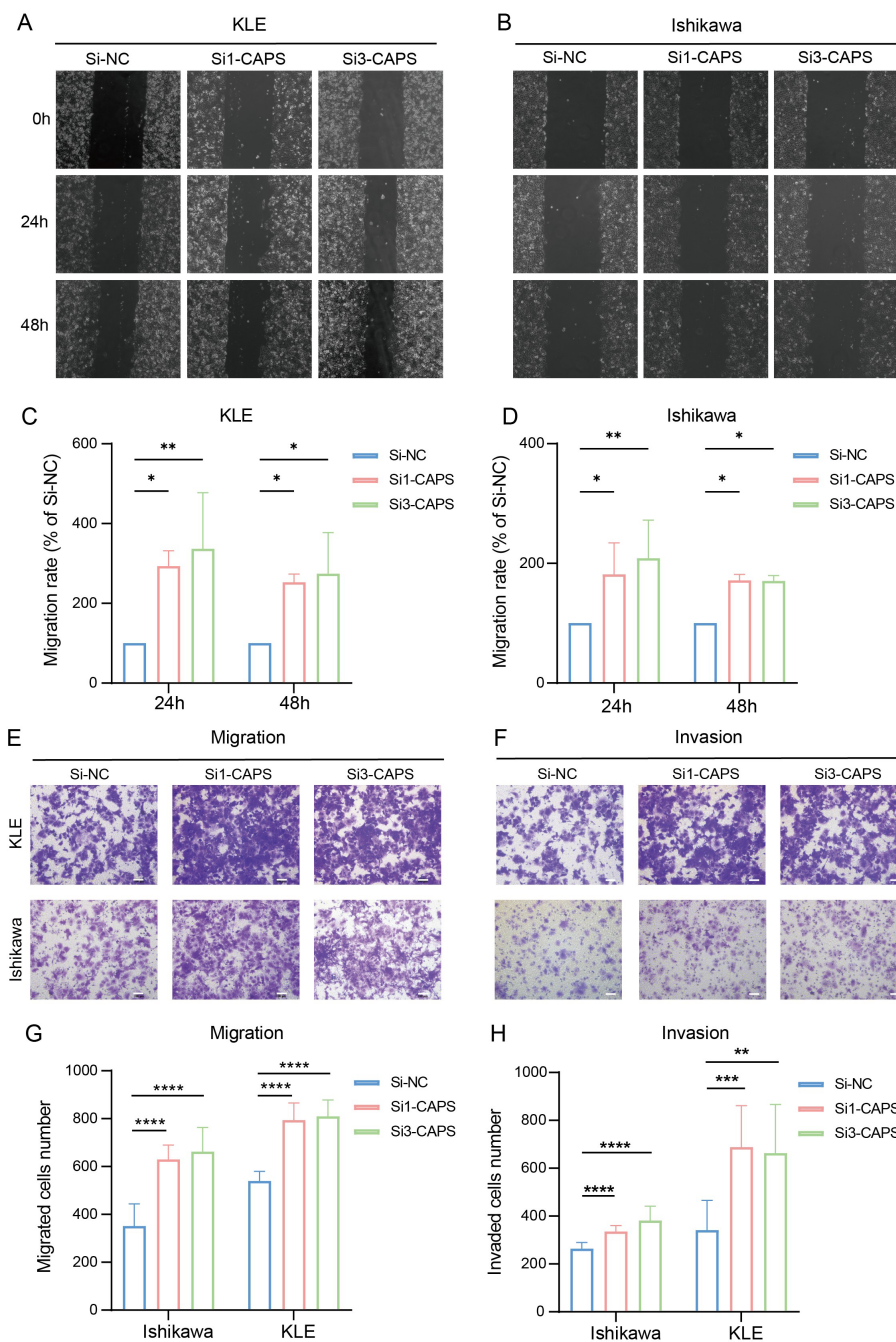 A
KLE
Si-NC Si1-CAPS Si3-CAPS
0h
24h
48h
B
Ishikawa
Si-NC Si1-CAPS Si3-CAPS
C
KLE
Migration rate (% of Si-NC)
600
400
200
0
** *
* *
24h 48h
Si-NC
Si1-CAPS
Si3-CAPS
D
Ishikawa
Migration rate (% of Si-NC)
400
200
0
** *
* *
24h 48h
Si-NC
Si1-CAPS
Si3-CAPS
E
Migration
Si-NC Si1-CAPS Si3-CAPS
KLE
Ishikawa
F
Invasion
Si-NC Si1-CAPS Si3-CAPS
G
Migration
Migrated cells number
1000
800
600
400
200
0
**** ****
**** ****
Ishikawa KLE
Si-NC
Si1-CAPS
Si3-CAPS
H
Invasion
Invaded cells number
1000
800
600
400
200
0
**** **
**** ***
Ishikawa KLE
Si-NC
Si1-CAPS
Si3-CAPS